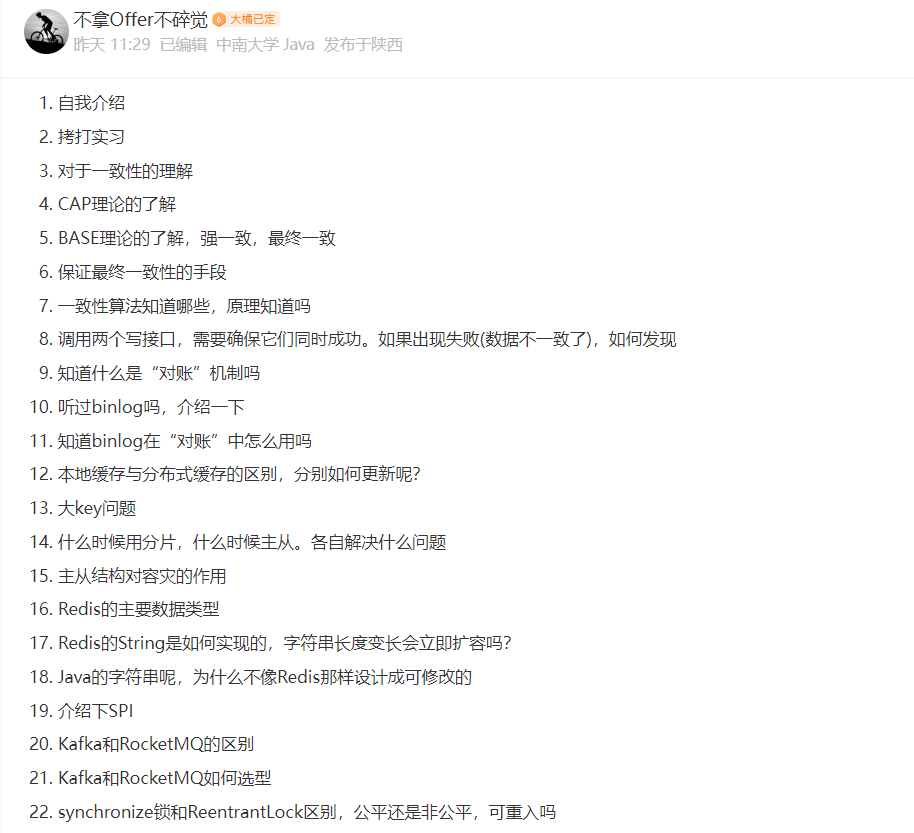 不拿Offer不碎觉 6 大橘已定
昨天 11:29 已编辑 中南大学 Java 发布于陕西
1. 自我介绍
2. 拷打实习
3. 对于一致性的理解
4. CAP理论的了解
5. BASE理论的了解，强一致，最终一致
6. 保证最终一致性的手段
7. 一致性算法知道哪些，原理知道吗
8. 调用两个写接口，需要确保它们同时成功。如果出现失败(数据不一致了)，如何发现
9. 知道什么是“对账”机制吗
10. 听过binlog吗，介绍一下
11. 知道binlog在“对账”中怎么用吗
12. 本地缓存与分布式缓存的区别，分别如何更新呢？
13. 大key问题
14. 什么时候用分片，什么时候主从。各自解决什么问题
15. 主从结构对容灾的作用
16. Redis的主要数据类型
17. Redis的String是如何实现的，字符串长度变长会立即扩容吗？
18. Java的字符串呢，为什么不像Redis那样设计成可修改的
19. 介绍下SPI
20. Kafka和RocketMQ的区别
21. Kafka和RocketMQ如何选型
22. synchronize锁和ReentrantLock区别，公平还是非公平，可重入吗